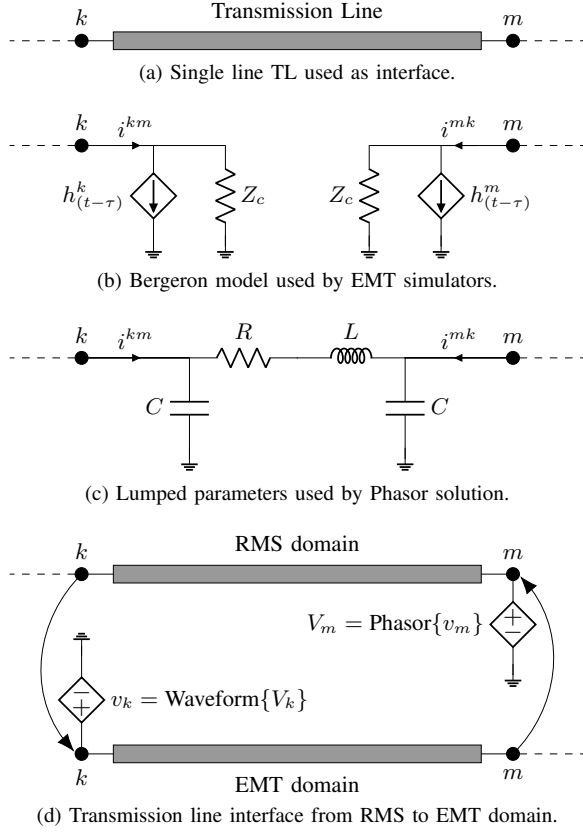 Transmission Line
k m
(a) Single line TL used as interface.
k i^{km} i^{mk} m
h^k_{(t−τ)} Z_c Z_c h^m_{(t−τ)}
(b) Bergeron model used by EMT simulators.
k i^{km} R L i^{mk} m
C C
(c) Lumped parameters used by Phasor solution.
RMS domain
k m
V_m = Phasor{v_m}
v_k = Waveform{V_k}
k m
EMT domain
(d) Transmission line interface from RMS to EMT domain.